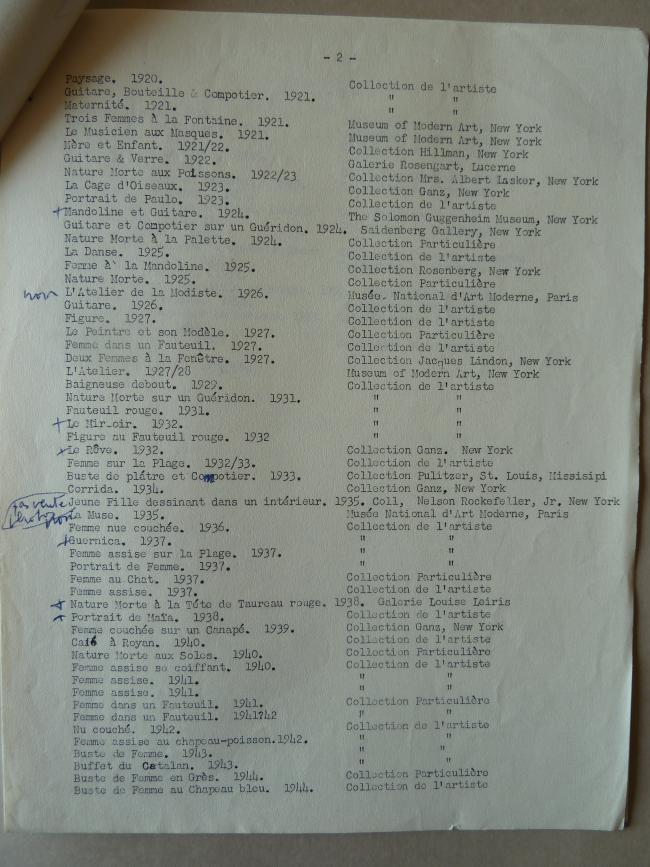 - 2 -
Paysage. 1920. Collection de l'artiste
Guitare, Bouteille & Compotier. 1921. " "
Maternité. 1921. " "
Trois Femmes à la Fontaine. 1921. Museum of Modern Art, New York
Le Musicien aux Masques. 1921. Museum of Modern Art, New York
Mère et Enfant. 1921/22. Collection Hillman, New York
Guitare & Verre. 1922. Galerie Rosengart, Lucerne
Nature Morte aux Poissons. 1922/23 Collection Mrs. Albert Lasker, New York
La Cage d'Oiseaux. 1923. Collection Ganz, New York
Portrait de Paulo. 1923. Collection de l'artiste
+ Mandoline et Guitare. 1924. The Solomon Guggenheim Museum, New York
Guitare et Compotier sur un Guéridon. 1924. Saidenberg Gallery, New York
Nature Morte à la Palette. 1924. Collection Particulière
La Danse. 1925. Collection de l'artiste
Femme à la Mandoline. 1925. Collection Rosenberg, New York
Nature Morte. 1925. Collection Particulière
non L'Atelier de la Modiste. 1926. Musée National d'Art Moderne, Paris
Guitare. 1926. Collection de l'artiste
Figure. 1927. Collection de l'artiste
Le Peintre et son Modèle. 1927. Collection Particulière
Femme dans un Fauteuil. 1927. Collection de l'artiste
Deux Femmes à la Fenêtre. 1927. Collection Jacques Lindon, New York
L'Atelier. 1927/28 Museum of Modern Art, New York
Baigneuse debout. 1929. Collection de l'artiste
Nature Morte sur un Guéridon. 1931. " "
Fauteuil rouge. 1931. " "
+ Le Miroir. 1932. " "
Figure au Fauteuil rouge. 1932 " "
+ Le Rêve. 1932. Collection Ganz. New York
Femme sur la Plage. 1932/33. Collection de l'artiste
Buste de plâtre et Compotier. 1933. Collection Pulitzer, St. Louis, Missisipi
Corrida. 1934. Collection Ganz, New York
Jeune Fille dessinant dans un intérieur. 1935. Coll, Nelson Rockefeller, Jr, New York
La Muse. 1935. Musée National d'Art Moderne, Paris
Femme nue couchée. 1936. Collection de l'artiste
+ Guernica. 1937. " "
Femme assise sur la Plage. 1937. " "
Portrait de Femme. 1937. " "
Femme au Chat. 1937. Collection Particulière
Femme assise. 1937. Collection de l'artiste
+ Nature Morte à la Tête de Taureau rouge. 1938. Galerie Louise Leiris
Portrait de Maïa. 1938. Collection de l'artiste
Femme couchée sur un Canapé. 1939. Collection Ganz, New York
Café à Royan. 1940. Collection de l'artiste
Nature Morte aux Soles. 1940. Collection Particulière
Femme assise se coiffant. 1940. Collection de l'artiste
Femme assise. 1941. " "
Femme assise. 1941. " "
Femme dans un Fauteuil. 1941. Collection Particulière
Femme dans un Fauteuil. 1941?42 " "
Nu couché. 1942. Collection de l'artiste
Femme assise au chapeau-poisson.1942. " "
Buste de Femme. 1943. " "
Buffet du Catalan. 1943. " "
Buste de Femme en Grès. 1944. Collection Particulière
Buste de Femme au Chapeau bleu. 1944. Collection de l'artiste